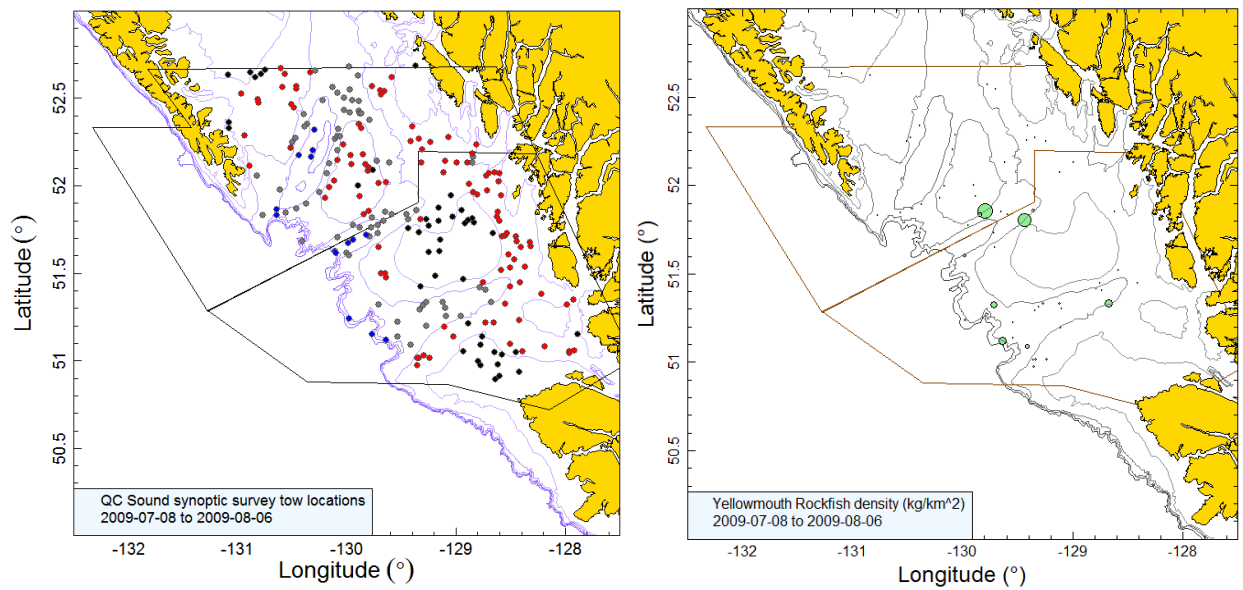 52.5
52
51.5
51
50.5
Latitude (°)
QC Sound synoptic survey tow locations
2009-07-08 to 2009-08-06
-132
-131
-130
-129
-128
Longitude (°)
52.5
52
51.5
51
50.5
Latitude (°)
Yellowmouth Rockfish density (kg/km^2)
2009-07-08 to 2009-08-06
-132
-131
-130
-129
-128
Longitude (°)